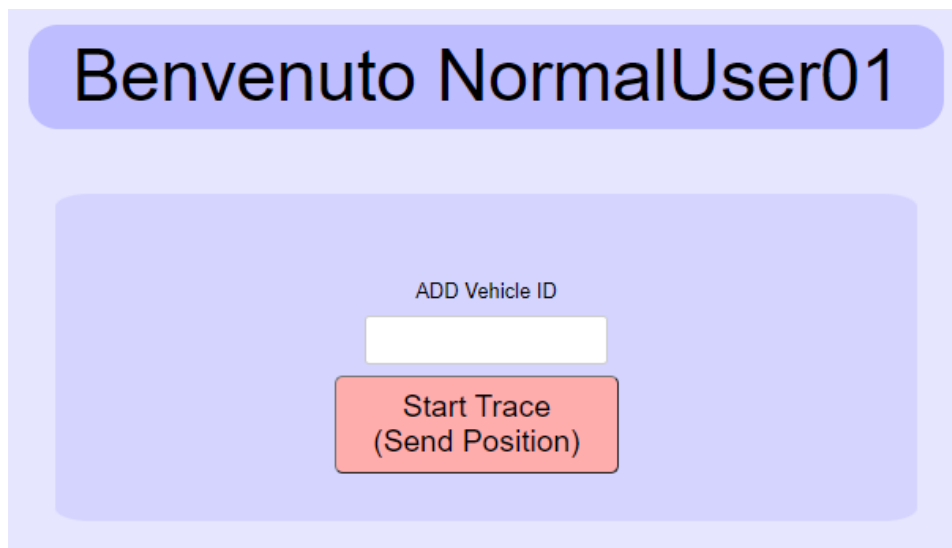 Benvenuto NormalUser01
ADD Vehicle ID
Start Trace
(Send Position)